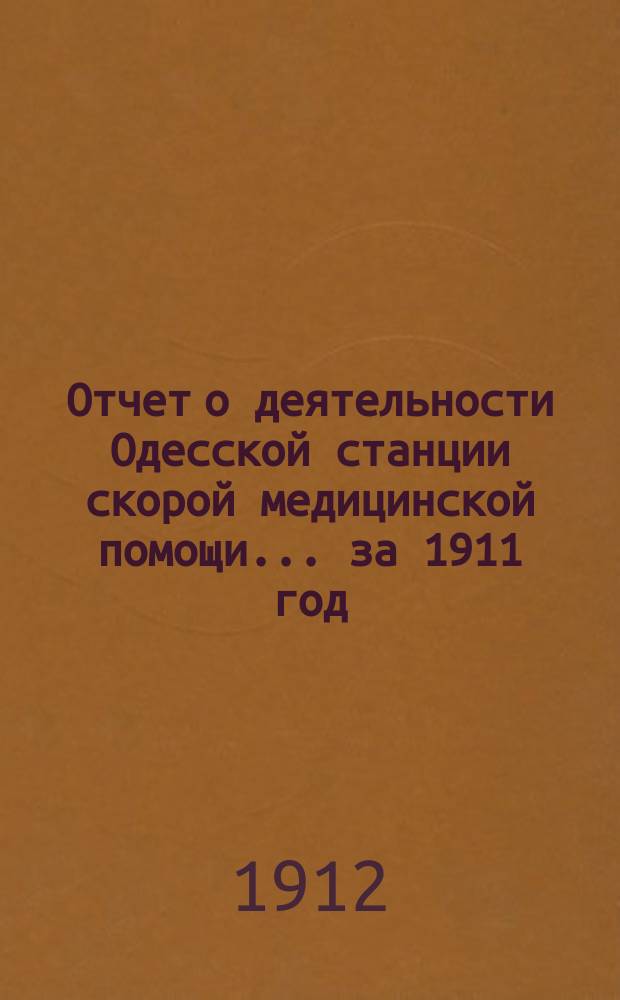 Отчет о деятельности
Одесской станции
скорой медицинской
помощи... за 1911
год
1912